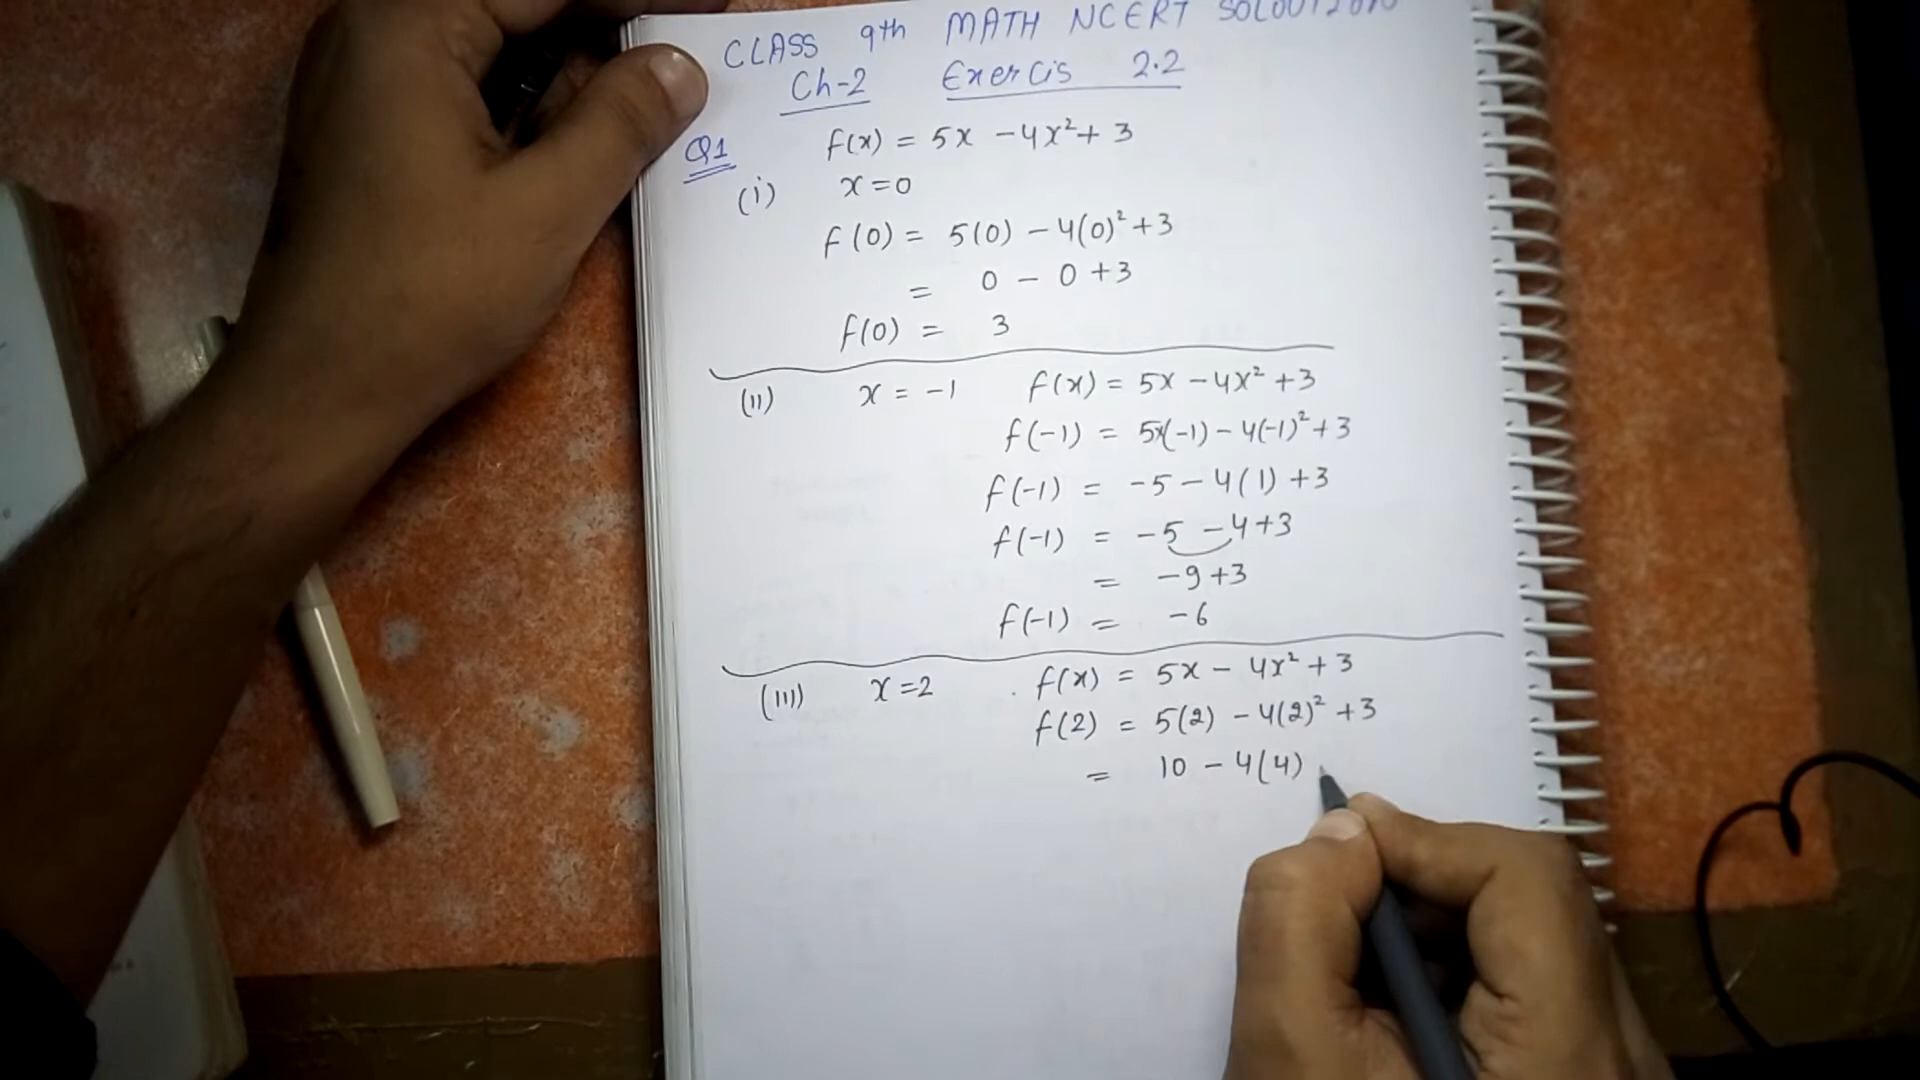 CLASS 9th MATH NCERT SOLOUTION
Ch-2 Exercis 2.2
Q1 f(x) = 5x - 4x² + 3
(i) x = 0
f(0) = 5(0) - 4(0)² + 3
= 0 - 0 + 3
f(0) = 3
(ii) x = -1 f(x) = 5x - 4x² + 3
f(-1) = 5x(-1) - 4(-1)² + 3
f(-1) = -5 - 4(1) + 3
f(-1) = -5 - 4 + 3
= -9 + 3
f(-1) = -6
(iii) x = 2 f(x) = 5x - 4x² + 3
f(2) = 5(2) - 4(2)² + 3
= 10 - 4(4)